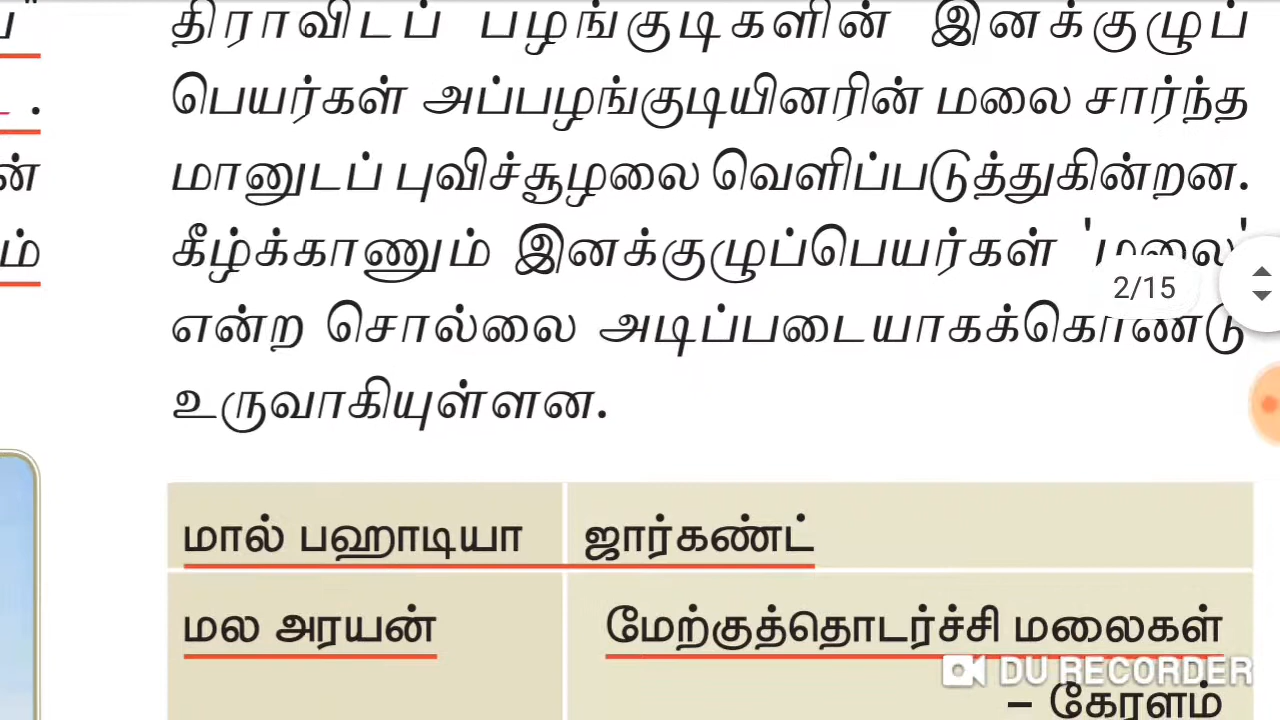 திராவிடப் பழங்குடிகளின் இனக்குழுப்
பெயர்கள் அப்பழங்குடியினரின் மலை சார்ந்த
மானுடப் புவிச்சூழலை வெளிப்படுத்துகின்றன.
கீழ்க்காணும் இனக்குழுப்பெயர்கள் 'மலை'
2/15
என்ற சொல்லை அடிப்படையாகக்கொண்டு
உருவாகியுள்ளன.
மால் பஹாடியா ஜார்கண்ட்
மல அரயன் மேற்குத்தொடர்ச்சி மலைகள்
DU RECORDER
– கேரளம்